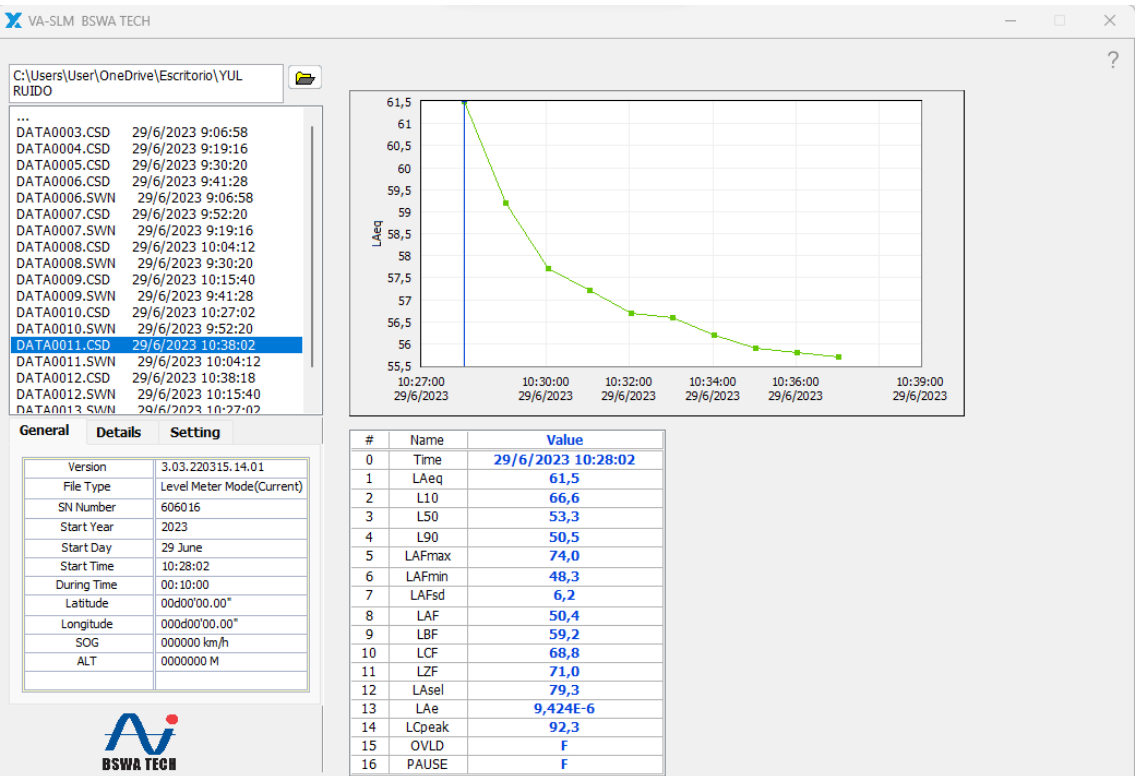 VA-SLM BSWA TECH
?
C:\Users\User\OneDrive\Escritorio\YUL
RUIDO
...
DATA0003.CSD 29/6/2023 9:06:58
DATA0004.CSD 29/6/2023 9:19:16
DATA0005.CSD 29/6/2023 9:30:20
DATA0006.CSD 29/6/2023 9:41:28
DATA0006.SWN 29/6/2023 9:06:58
DATA0007.CSD 29/6/2023 9:52:20
DATA0007.SWN 29/6/2023 9:19:16
DATA0008.CSD 29/6/2023 10:04:12
DATA0008.SWN 29/6/2023 9:30:20
DATA0009.CSD 29/6/2023 10:15:40
DATA0009.SWN 29/6/2023 9:41:28
DATA0010.CSD 29/6/2023 10:27:02
DATA0010.SWN 29/6/2023 9:52:20
DATA0011.CSD 29/6/2023 10:38:02
DATA0011.SWN 29/6/2023 10:04:12
DATA0012.CSD 29/6/2023 10:38:18
DATA0012.SWN 29/6/2023 10:15:40
DATA0013.SWN 29/6/2023 10:27:02
General Details Setting
Version 3.03.220315.14.01
File Type Level Meter Mode(Current)
SN Number 606016
Start Year 2023
Start Day 29 June
Start Time 10:28:02
During Time 00:10:00
Latitude 00d00'00.00"
Longitude 000d00'00.00"
SOG 000000 km/h
ALT 0000000 M
BSWA TECH
LAeq
61,5
61
60,5
60
59,5
59
58,5
58
57,5
57
56,5
56
55,5
10:27:00 10:30:00 10:32:00 10:34:00 10:36:00 10:39:00
29/6/2023 29/6/2023 29/6/2023 29/6/2023 29/6/2023 29/6/2023
# Name Value
0 Time 29/6/2023 10:28:02
1 LAeq 61,5
2 L10 66,6
3 L50 53,3
4 L90 50,5
5 LAFmax 74,0
6 LAFmin 48,3
7 LAFsd 6,2
8 LAF 50,4
9 LBF 59,2
10 LCF 68,8
11 LZF 71,0
12 LAsel 79,3
13 LAe 9,424E-6
14 LCpeak 92,3
15 OVLD F
16 PAUSE F